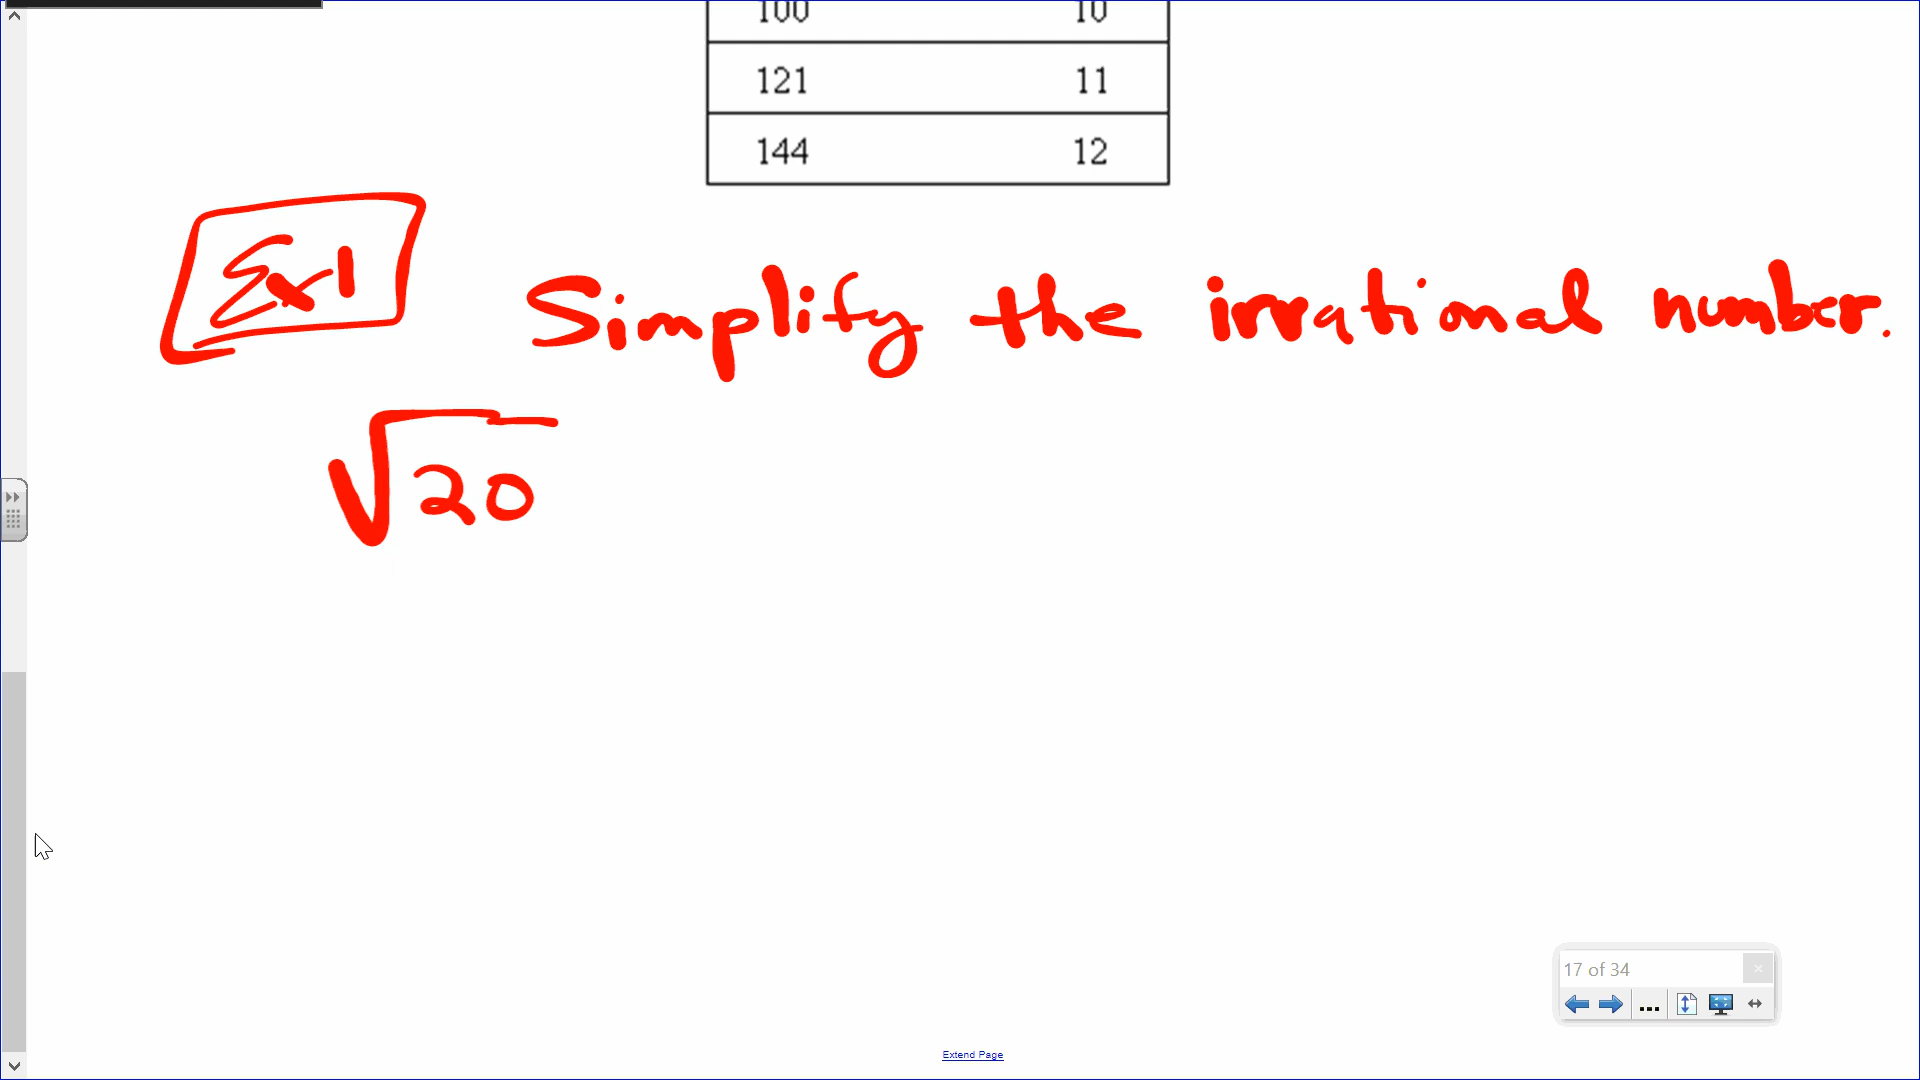 100 10
121 11
144 12
Ex1 Simplify the irrational number.
√20
17 of 34
...
Extend Page